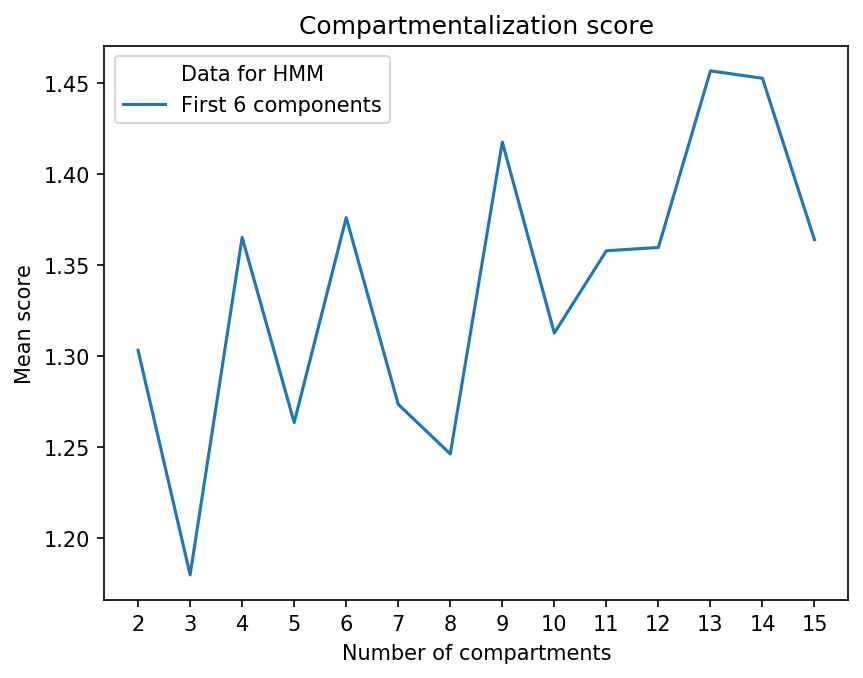 Compartmentalization score
Data for HMM
First 6 components
Mean score
1.45
1.40
1.35
1.30
1.25
1.20
2 3 4 5 6 7 8 9 10 11 12 13 14 15
Number of compartments